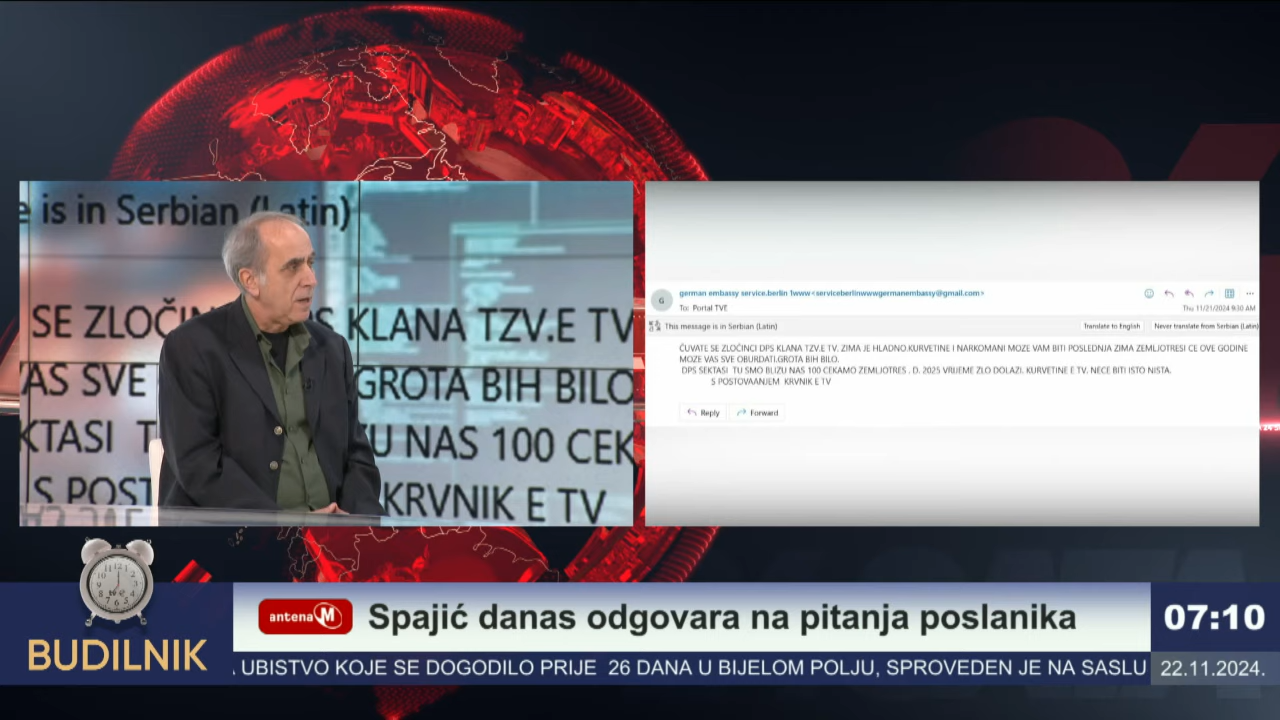 e is in Serbian (Latin)
SE ZLOČIN DPS KLANA TZV.E TV
VAS SVE GROTA BIH BILO
KTASI T U NAS 100 CEK
S POST KRVNIK E TV
G
german embassy service.berlin 1www <serviceberlinwwwgermanembassy@gmail.com>
To: Portal TVE
Thu 11/21/2024 9:30 AM
This message is in Serbian (Latin)
Translate to English
Never translate from Serbian (Latin)
ČUVATE SE ZLOČINCI DPS KLANA TZV.E TV. ZIMA JE HLADNO.KURVETINE I NARKOMANI MOZE VAM BITI POSLEDNJA ZIMA ZEMLJOTRESI CE OVE GODINE
MOZE VAS SVE OBURDATI.GROTA BIH BILO.
DPS SEKTASI TU SMO BLIZU NAS 100 CEKAMO ZEMLJOTRES . D. 2025 VRIJEME ZLO DOLAZI. KURVETINE E TV. NECE BITI ISTO NISTA.
S POSTOVAANJEM KRVNIK E TV
Reply
Forward
antena M
Spajić danas odgovara na pitanja poslanika
07:10
BUDILNIK
A UBISTVO KOJE SE DOGODILO PRIJE 26 DANA U BIJELOM POLJU, SPROVEDEN JE NA SASLU
22.11.2024.